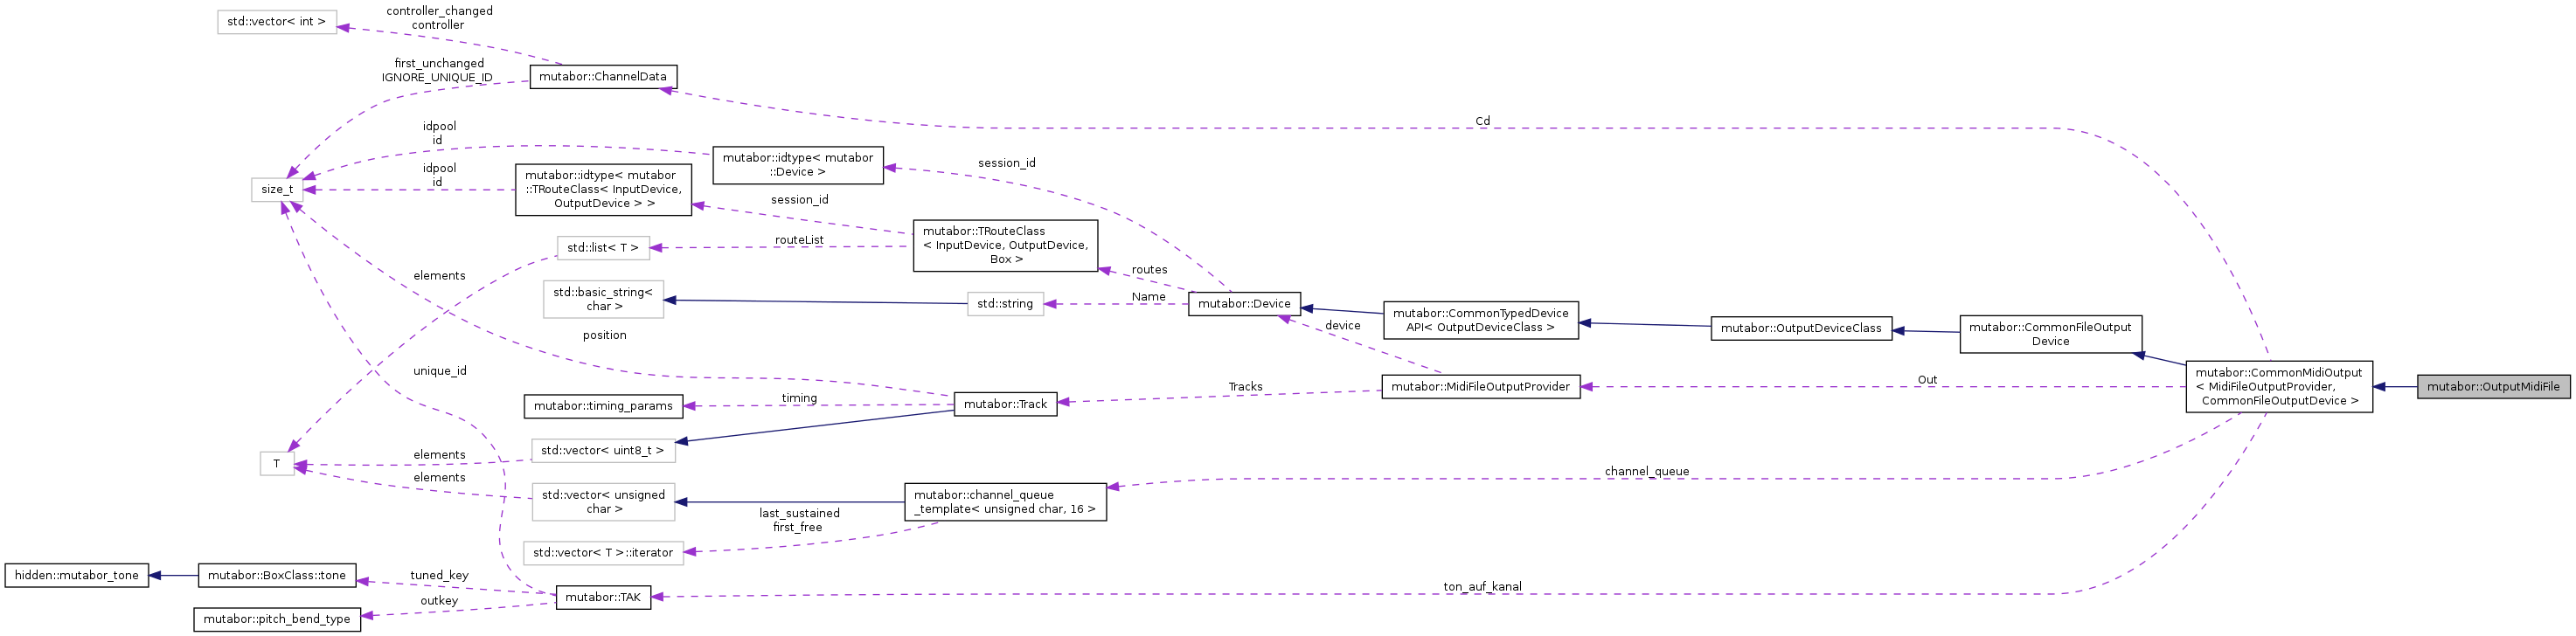 controller_changed
controller
std::vector< int >
first_unchanged
IGNORE_UNIQUE_ID
mutabor::ChannelData
Cd
idpool
id
mutabor::idtype< mutabor
::Device >
session_id
idpool
id
mutabor::idtype< mutabor
::TRouteClass< InputDevice,
OutputDevice > >
size_t
session_id
mutabor::TRouteClass
< InputDevice, OutputDevice,
Box >
routeList
std::list< T >
elements
routes
std::basic_string<
char >
std::string
Name
mutabor::Device
mutabor::CommonTypedDevice
API< OutputDeviceClass >
mutabor::OutputDeviceClass
mutabor::CommonFileOutput
Device
device
position
unique_id
mutabor::CommonMidiOutput
< MidiFileOutputProvider,
CommonFileOutputDevice >
mutabor::OutputMidiFile
Out
mutabor::MidiFileOutputProvider
Tracks
mutabor::Track
timing
mutabor::timing_params
std::vector< uint8_t >
elements
T
elements
std::vector< unsigned
char >
mutabor::channel_queue
_template< unsigned char, 16 >
channel_queue
last_sustained
first_free
std::vector< T >::iterator
hidden::mutabor_tone
mutabor::BoxClass::tone
tuned_key
outkey
mutabor::TAK
ton_auf_kanal
mutabor::pitch_bend_type